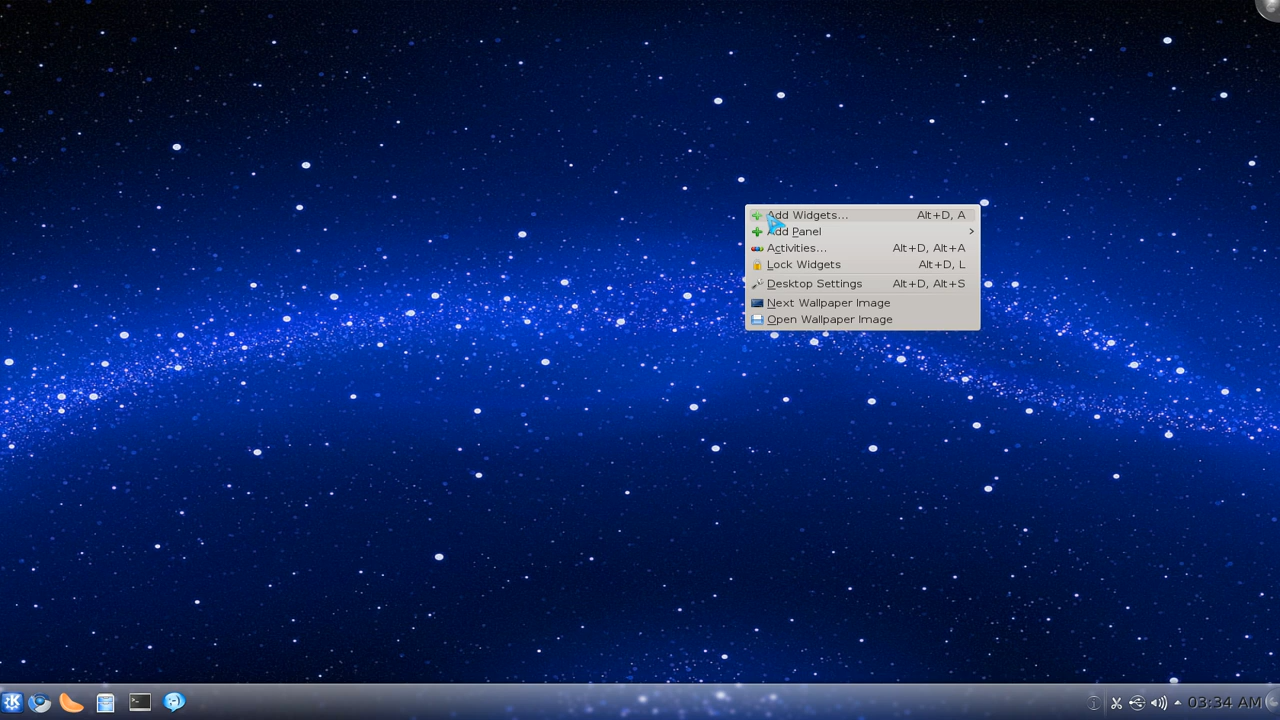 Add Widgets... Alt+D, A
Add Panel
Activities... Alt+D, Alt+A
Lock Widgets Alt+D, L
Desktop Settings Alt+D, Alt+S
Next Wallpaper Image
Open Wallpaper Image
03:34 AM